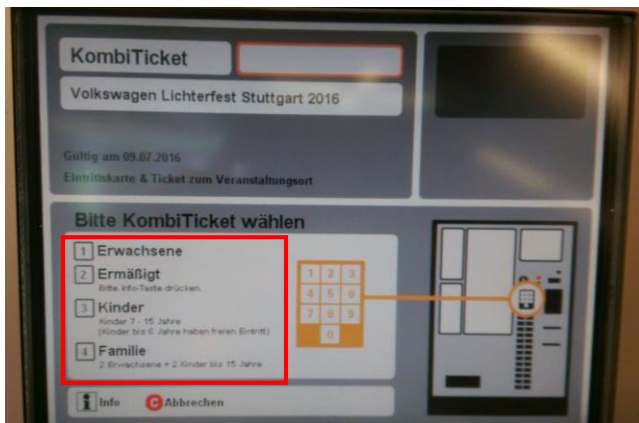 KombiTicket
Volkswagen Lichterfest Stuttgart 2016
Gültig am 09.07.2016
Eintrittskarte & Ticket zum Veranstaltungsort
Bitte KombiTicket wählen
1 Erwachsene
2 Ermäßigt
Bitte Info-Taste drücken.
3 Kinder
Kinder 7 - 15 Jahre
(Kinder bis 6 Jahre haben freien Eintritt)
4 Familie
2 Erwachsene + 2 Kinder bis 15 Jahre
1 2 3
4 5 6
7 8 9
0
i Info C Abbrechen